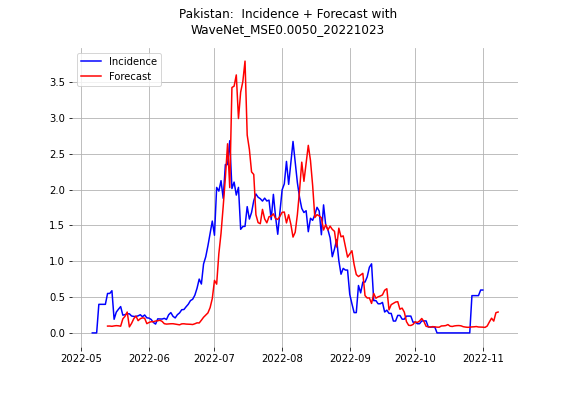 Pakistan:  Incidence + Forecast with
WaveNet_MSE0.0050_20221023
Incidence
Forecast
3.5
3.0
2.5
2.0
1.5
1.0
0.5
0.0
2022-05 2022-06 2022-07 2022-08 2022-09 2022-10 2022-11